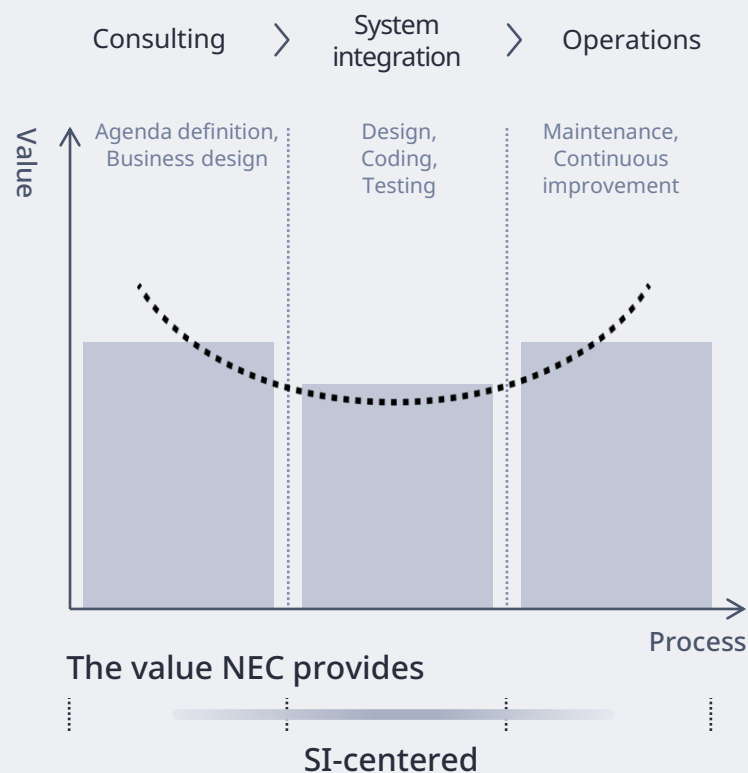 Consulting
System
integration
Operations
Value
Agenda definition,
Business design
Design,
Coding,
Testing
Maintenance,
Continuous
improvement
Process
The value NEC provides
SI-centered